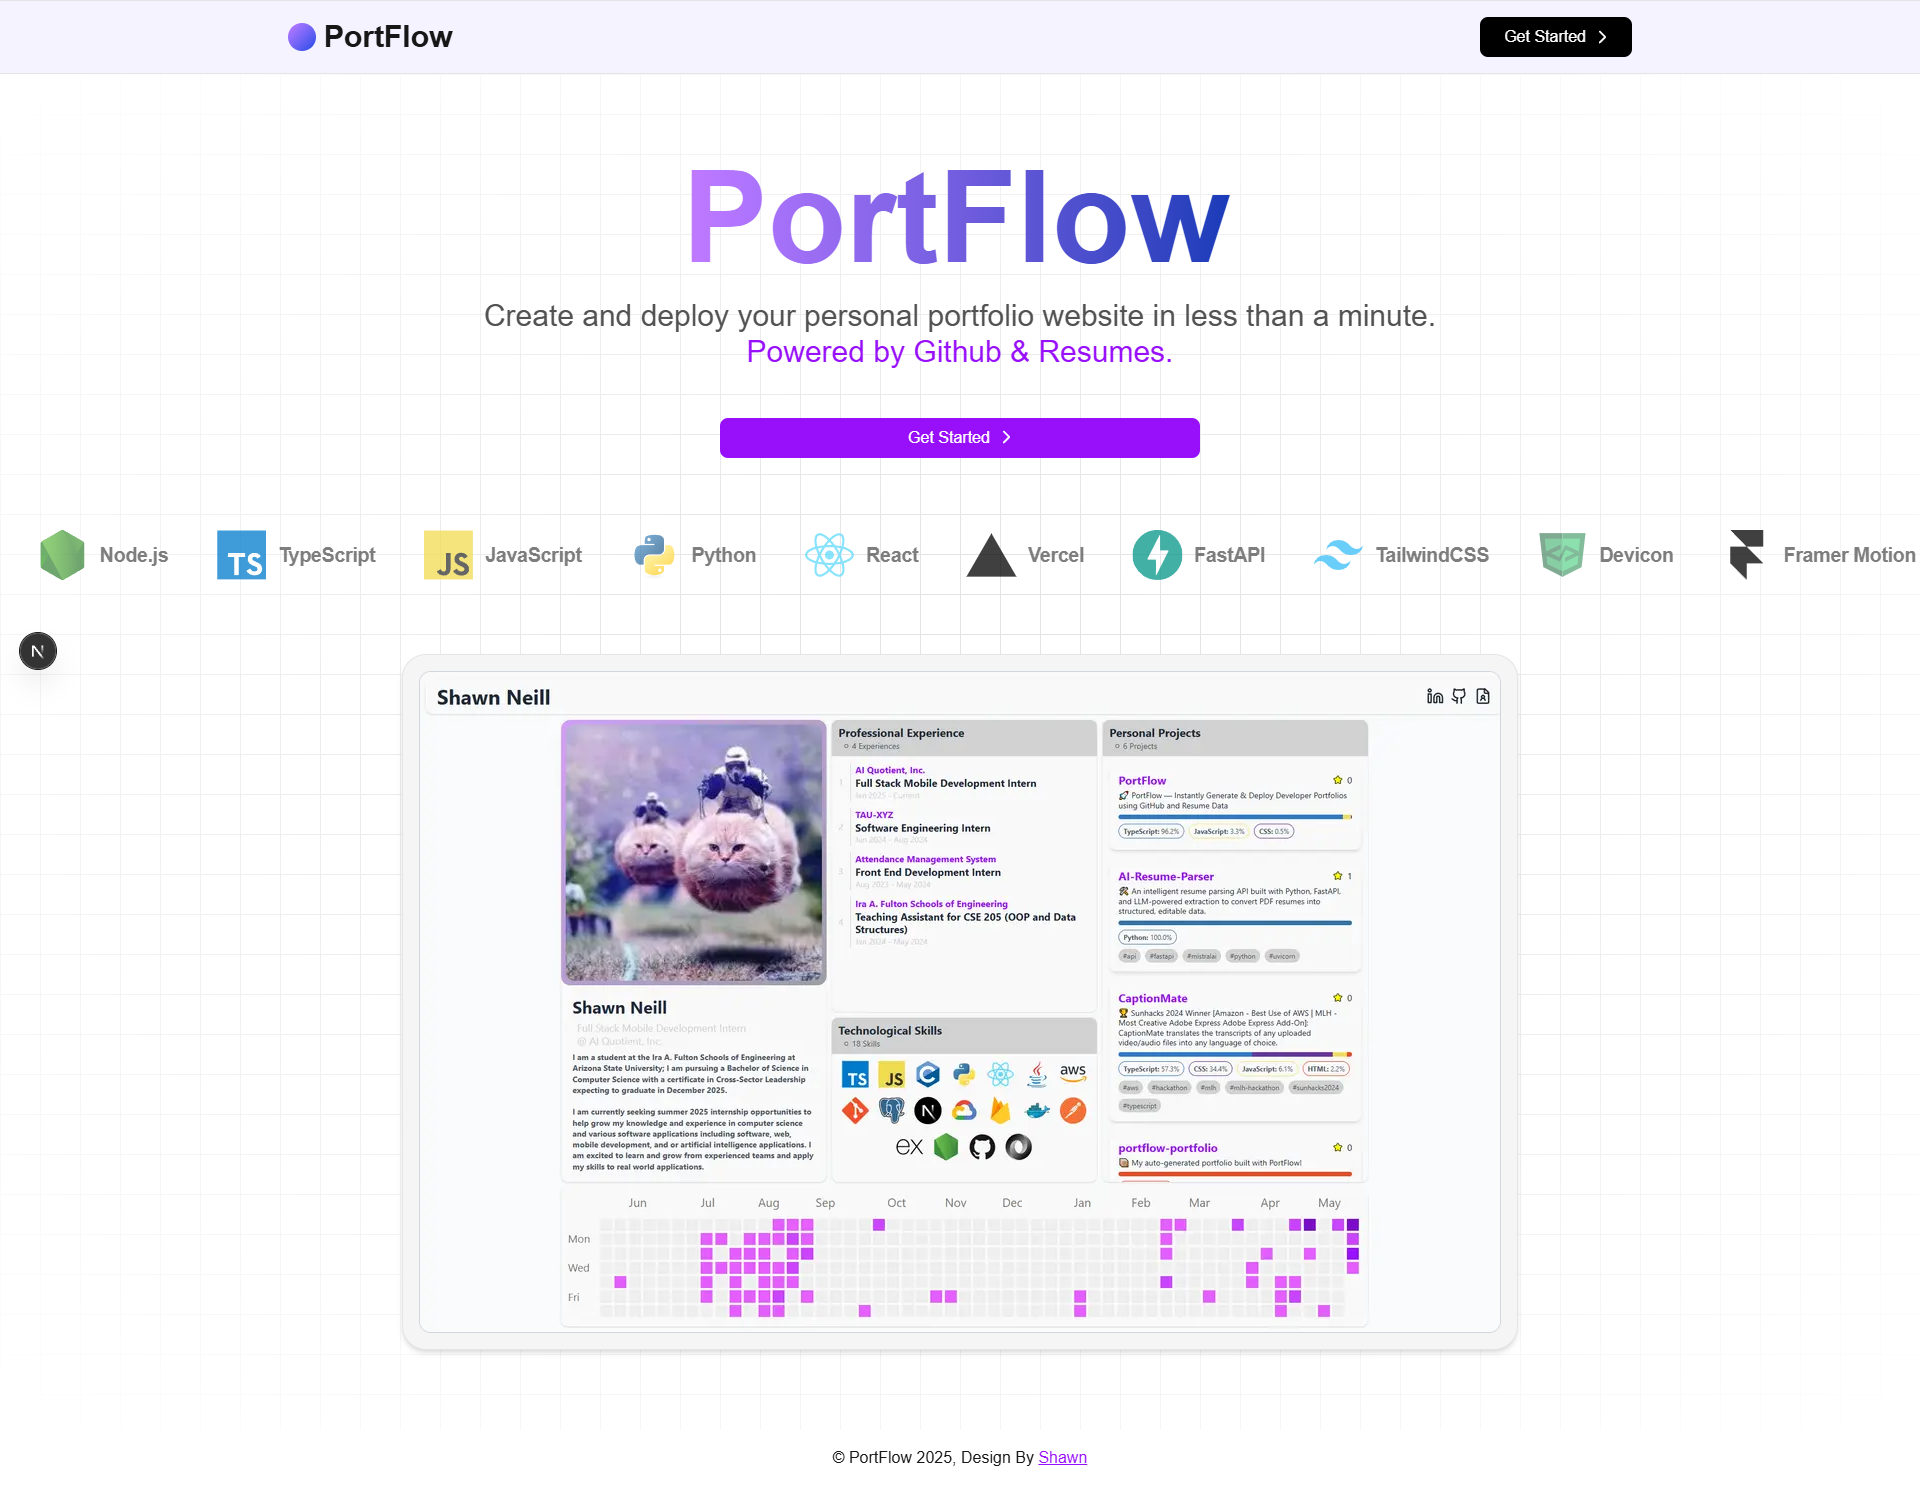 PortFlow
Get Started
PortFlow
Create and deploy your personal portfolio website in less than a minute.
Powered by Github & Resumes.
Get Started
Node.js
TS
TypeScript
JS
JavaScript
Python
React
Vercel
FastAPI
TailwindCSS
Devicon
Framer Motion
N
Shawn Neill
in
Shawn Neill
Full Stack Mobile Development Intern
@ AI Quotient, Inc.
I am a student at the Ira A. Fulton Schools of Engineering at
Arizona State University; I am pursuing a Bachelor of Science in
Computer Science with a certificate in Cross-Sector Leadership
expecting to graduate in December 2025.
I am currently seeking summer 2025 internship opportunities to
help grow my knowledge and experience in computer science
and various software applications including software, web,
mobile development, and or artificial intelligence applications. I
am excited to learn and grow from experienced teams and apply
my skills to real world applications.
Professional Experience
4 Experiences
1
AI Quotient, Inc.
Full Stack Mobile Development Intern
Jan 2025 - Current
2
TAU-XYZ
Software Engineering Intern
Jun 2024 - Aug 2024
3
Attendance Management System
Front End Development Intern
Aug 2023 - May 2024
4
Ira A. Fulton Schools of Engineering
Teaching Assistant for CSE 205 (OOP and Data
Structures)
Jan 2024 - May 2024
Technological Skills
18 Skills
TS
JS
C
aws
N
ex
Personal Projects
6 Projects
PortFlow
0
🚀 PortFlow — Instantly Generate & Deploy Developer Portfolios
using GitHub and Resume Data
TypeScript: 96.2%
JavaScript: 3.3%
CSS: 0.5%
AI-Resume-Parser
1
🛠 An intelligent resume parsing API built with Python, FastAPI,
and LLM-powered extraction to convert PDF resumes into
structured, editable data.
Python: 100.0%
#api
#fastapi
#mistralai
#python
#uvicorn
CaptionMate
0
🏆 Sunhacks 2024 Winner [Amazon - Best Use of AWS | MLH -
Most Creative Adobe Express Adobe Express Add-On]:
CaptionMate translates the transcripts of any uploaded
video/audio files into any language of choice.
TypeScript: 57.3%
CSS: 34.4%
JavaScript: 6.1%
HTML: 2.2%
#aws
#hackathon
#mlh
#mlh-hackathon
#sunhacks2024
#typescript
portflow-portfolio
0
My auto-generated portfolio built with PortFlow!
Jun
Jul
Aug
Sep
Oct
Nov
Dec
Jan
Feb
Mar
Apr
May
Mon
Wed
Fri
© PortFlow 2025, Design By Shawn